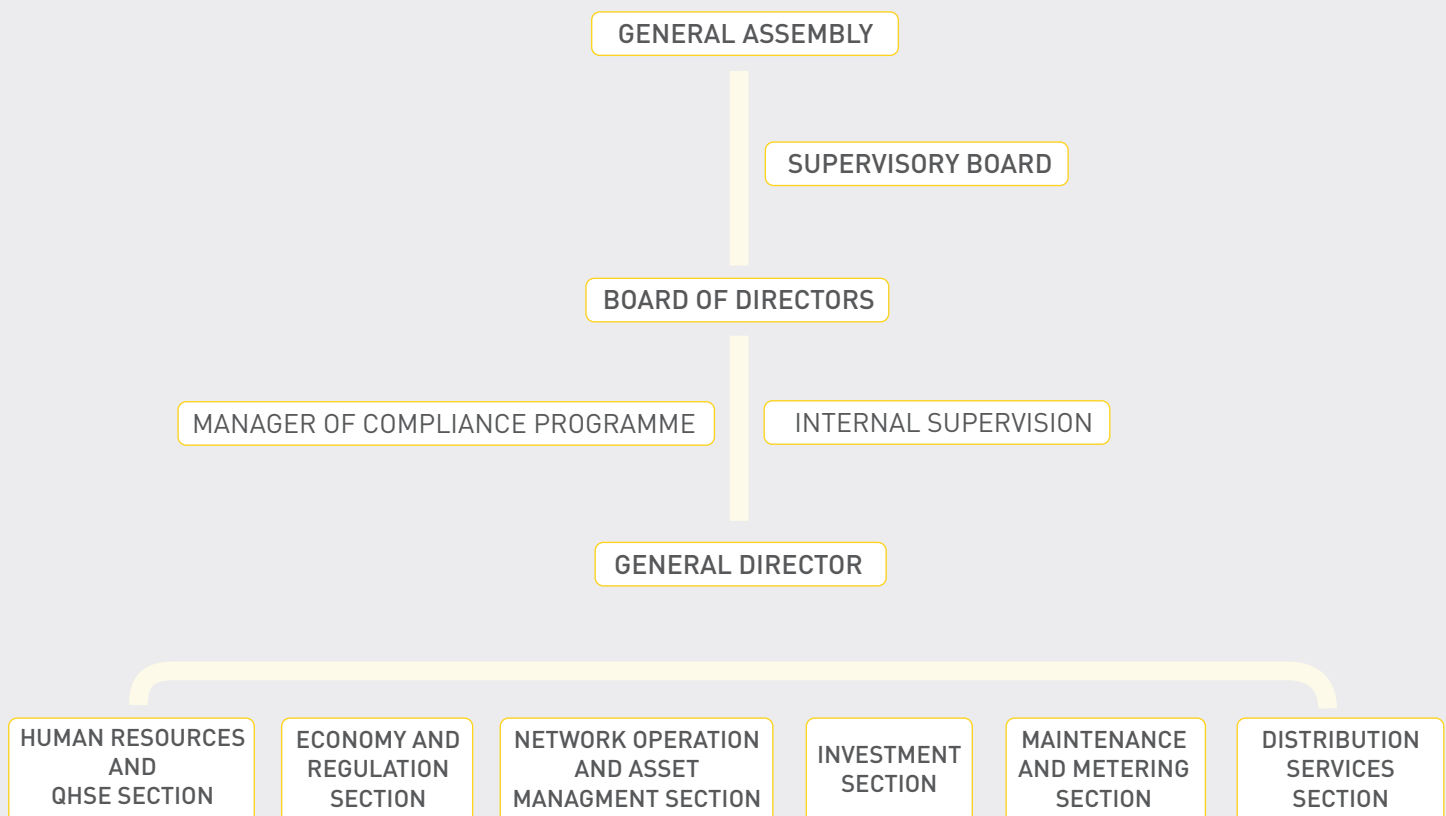 GENERAL ASSEMBLY
SUPERVISORY BOARD
BOARD OF DIRECTORS
MANAGER OF COMPLIANCE PROGRAMME
INTERNAL SUPERVISION
GENERAL DIRECTOR
HUMAN RESOURCES
AND
QHSE SECTION
ECONOMY AND
REGULATION
SECTION
NETWORK OPERATION
AND ASSET
MANAGMENT SECTION
INVESTMENT
SECTION
MAINTENANCE
AND METERING
SECTION
DISTRIBUTION
SERVICES
SECTION